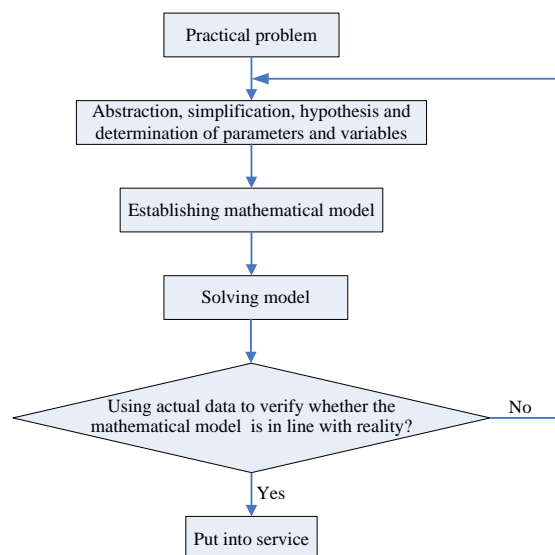 Practical problem
Abstraction, simplification, hypothesis and
determination of parameters and variables
Establishing mathematical model
Solving model
Using actual data to verify whether the
mathematical model is in line with reality?
No
Yes
Put into service